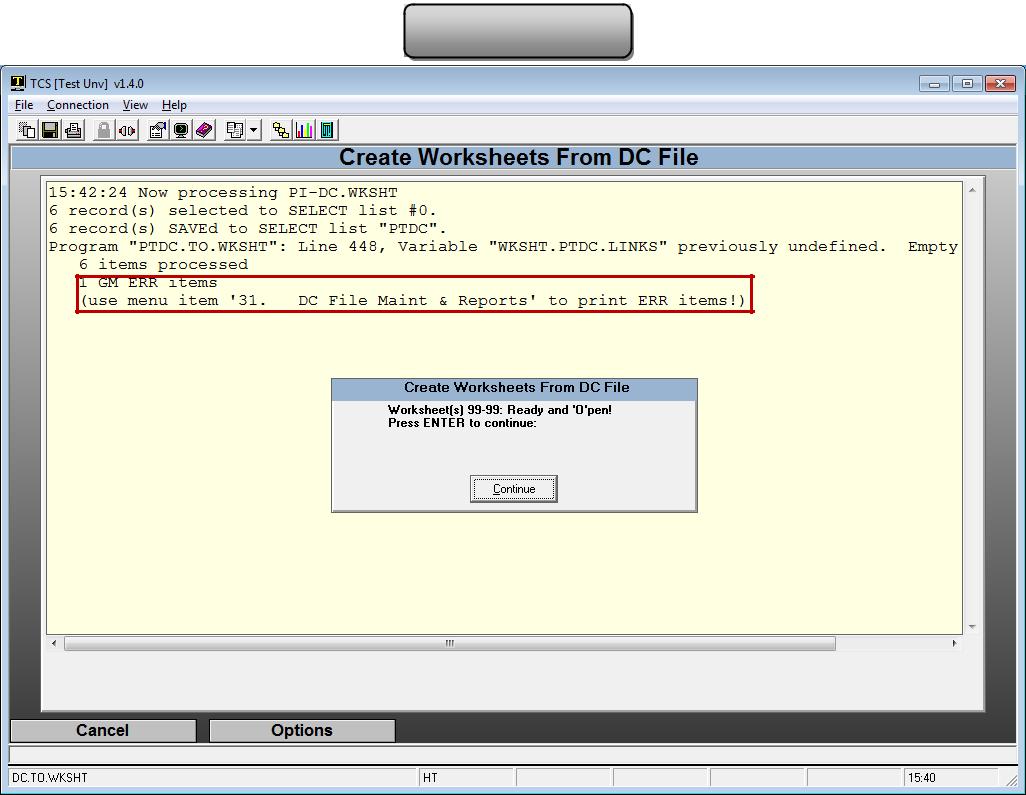 TCS [Test Unv] v1.4.0
File Connection View Help
Create Worksheets From DC File
15:42:24 Now processing PI-DC.WKSHT
6 record(s) selected to SELECT list #0.
6 record(s) SAVEd to SELECT list "PTDC".
Program "PTDC.TO.WKSHT": Line 448, Variable "WKSHT.PTDC.LINKS" previously undefined. Empty
6 items processed
1 GM ERR items
(use menu item '31. DC File Maint & Reports' to print ERR items!)
Create Worksheets From DC File
Worksheet(s) 99-99: Ready and 'O'pen!
Press ENTER to continue:
Continue
Cancel Options
DC.TO.WKSHT HT 15:40